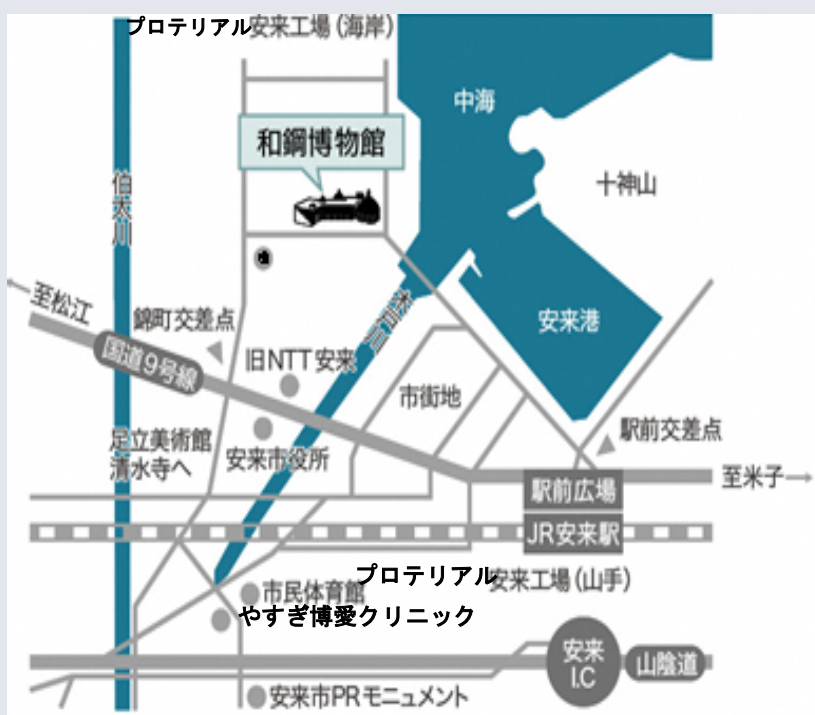 プロテリアル安来工場(海岸)
中海
和鋼博物館
十神山
伯太川
至松江
錦町交差点
木戸川
安来港
国道9号線
旧NTT安来
市街地
駅前交差点
足立美術館
清水寺へ
安来市役所
至米子
駅前広場
JR安来駅
プロテリアル安来工場(山手)
市民体育館
やすぎ博愛クリニック
安来
I.C
山陰道
安来市PRモニュメント